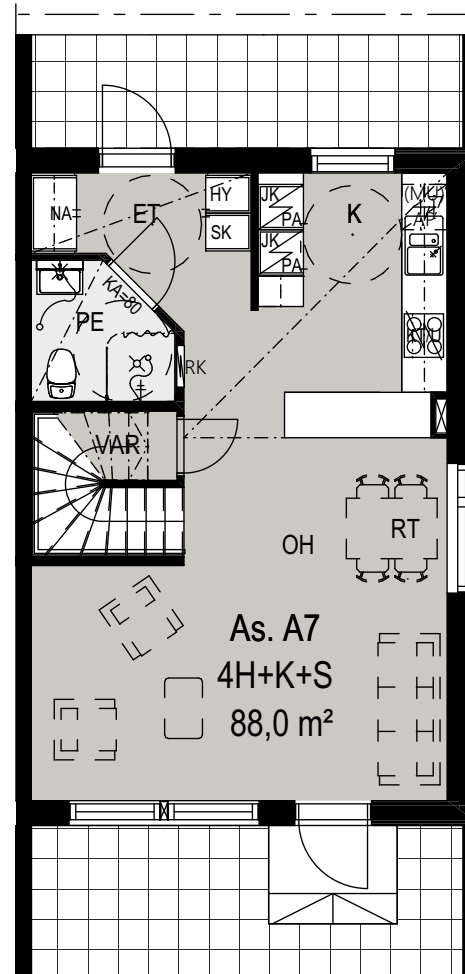 NA
ET
HY
SK
JK
PA
JK
PA
K
(MU)
AP
KA=80
PE
RK
VAR
OH
RT
As. A7
4H+K+S
88,0 m²